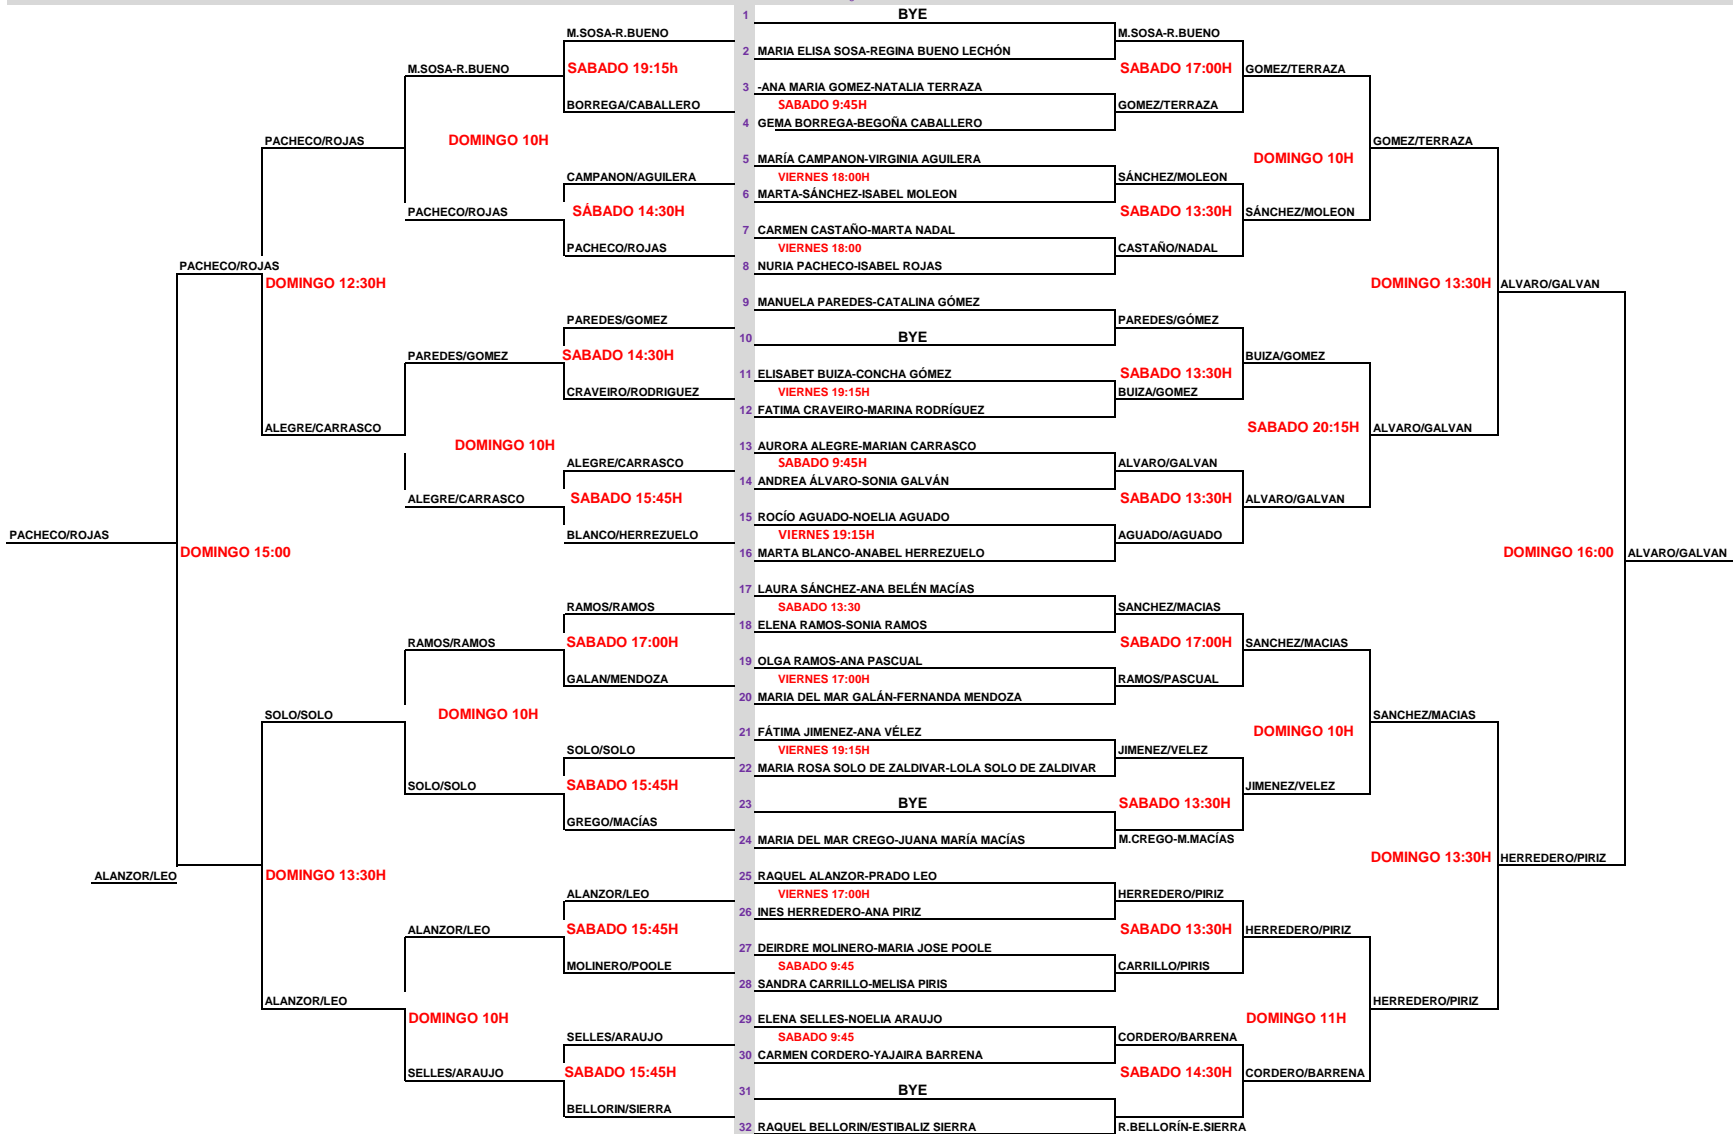 1 BYE
M.SOSA-R.BUENO M.SOSA-R.BUENO
2 MARIA ELISA SOSA-REGINA BUENO LECHÓN
M.SOSA-R.BUENO SABADO 19:15h SABADO 17:00H GOMEZ/TERRAZA
3 -ANA MARIA GOMEZ-NATALIA TERRAZA
BORREGA/CABALLERO SABADO 9:45H GOMEZ/TERRAZA
4 GEMA BORREGA-BEGOÑA CABALLERO
PACHECO/ROJAS DOMINGO 10H GOMEZ/TERRAZA
5 MARÍA CAMPANON-VIRGINIA AGUILERA DOMINGO 10H
CAMPANON/AGUILERA VIERNES 18:00H SÁNCHEZ/MOLEON
6 MARTA-SÁNCHEZ-ISABEL MOLEON
PACHECO/ROJAS SÁBADO 14:30H SABADO 13:30H SÁNCHEZ/MOLEON
7 CARMEN CASTAÑO-MARTA NADAL
PACHECO/ROJAS VIERNES 18:00 CASTAÑO/NADAL
PACHECO/ROJAS 8 NURIA PACHECO-ISABEL ROJAS
DOMINGO 12:30H DOMINGO 13:30H ALVARO/GALVAN
9 MANUELA PAREDES-CATALINA GÓMEZ
PAREDES/GOMEZ PAREDES/GÓMEZ
10 BYE
PAREDES/GOMEZ SABADO 14:30H BUIZA/GOMEZ
11 ELISABET BUIZA-CONCHA GÓMEZ SABADO 13:30H
CRAVEIRO/RODRIGUEZ VIERNES 19:15H BUIZA/GOMEZ
12 FATIMA CRAVEIRO-MARINA RODRÍGUEZ
ALEGRE/CARRASCO SABADO 20:15H ALVARO/GALVAN
DOMINGO 10H 13 AURORA ALEGRE-MARIAN CARRASCO
ALEGRE/CARRASCO SABADO 9:45H ALVARO/GALVAN
14 ANDREA ÁLVARO-SONIA GALVÁN
ALEGRE/CARRASCO SABADO 15:45H SABADO 13:30H ALVARO/GALVAN
15 ROCÍO AGUADO-NOELIA AGUADO
PACHECO/ROJAS BLANCO/HERREZUELO VIERNES 19:15H AGUADO/AGUADO
DOMINGO 15:00 16 MARTA BLANCO-ANABEL HERREZUELO DOMINGO 16:00 ALVARO/GALVAN
17 LAURA SÁNCHEZ-ANA BELÉN MACÍAS
RAMOS/RAMOS SABADO 13:30 SANCHEZ/MACIAS
18 ELENA RAMOS-SONIA RAMOS
RAMOS/RAMOS SABADO 17:00H SABADO 17:00H SANCHEZ/MACIAS
19 OLGA RAMOS-ANA PASCUAL
GALAN/MENDOZA VIERNES 17:00H RAMOS/PASCUAL
20 MARIA DEL MAR GALÁN-FERNANDA MENDOZA
SOLO/SOLO DOMINGO 10H SANCHEZ/MACIAS
21 FÁTIMA JIMENEZ-ANA VÉLEZ DOMINGO 10H
SOLO/SOLO VIERNES 19:15H JIMENEZ/VELEZ
22 MARIA ROSA SOLO DE ZALDIVAR-LOLA SOLO DE ZALDIVAR
SOLO/SOLO SABADO 15:45H JIMENEZ/VELEZ
23 BYE SABADO 13:30H
GREGO/MACÍAS
24 MARIA DEL MAR CREGO-JUANA MARÍA MACÍAS M.CREGO-M.MACÍAS
DOMINGO 13:30H HERREDERO/PIRIZ
ALANZOR/LEO DOMINGO 13:30H 25 RAQUEL ALANZOR-PRADO LEO
ALANZOR/LEO VIERNES 17:00H HERREDERO/PIRIZ
26 INES HERREDERO-ANA PIRIZ
ALANZOR/LEO SABADO 15:45H SABADO 13:30H HERREDERO/PIRIZ
27 DEIRDRE MOLINERO-MARIA JOSE POOLE
MOLINERO/POOLE SABADO 9:45 CARRILLO/PIRIS
28 SANDRA CARRILLO-MELISA PIRIS
ALANZOR/LEO HERREDERO/PIRIZ
DOMINGO 10H 29 ELENA SELLES-NOELIA ARAUJO DOMINGO 11H
SELLES/ARAUJO SABADO 9:45 CORDERO/BARRENA
30 CARMEN CORDERO-YAJAIRA BARRENA
SELLES/ARAUJO SABADO 15:45H SABADO 14:30H CORDERO/BARRENA
31 BYE
BELLORIN/SIERRA
32 RAQUEL BELLORIN/ESTIBALIZ SIERRA R.BELLORÍN-E.SIERRA